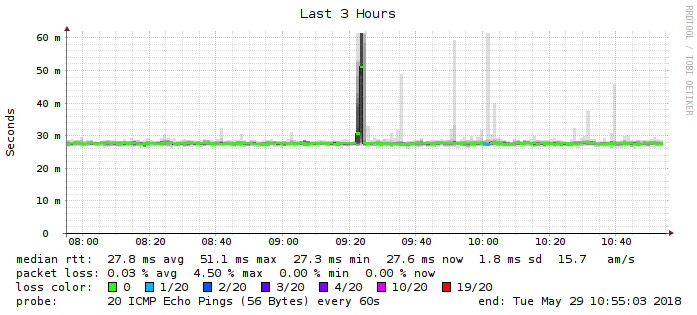 Last 3 Hours
RRDTOOL / TOBI OETIKER
Seconds
60 m
50 m
40 m
30 m
20 m
10 m
0
08:00 08:20 08:40 09:00 09:20 09:40 10:00 10:20 10:40
median rtt: 27.8 ms avg 51.1 ms max 27.3 ms min 27.6 ms now 1.8 ms sd 15.7 am/s
packet loss: 0.03 % avg 4.50 % max 0.00 % min 0.00 % now
loss color: 0 1/20 2/20 3/20 4/20 10/20 19/20
probe: 20 ICMP Echo Pings (56 Bytes) every 60s end: Tue May 29 10:55:03 2018